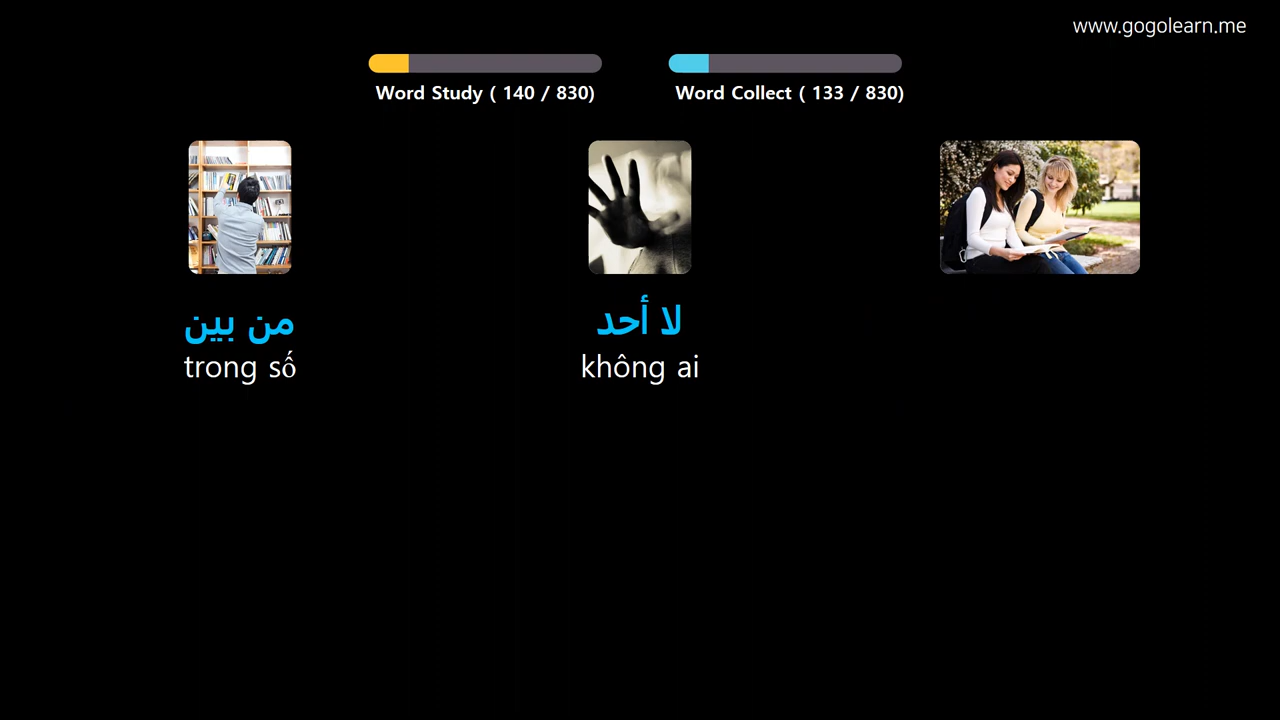 www.gogolearn.me
Word Study ( 140 / 830)
Word Collect ( 133 / 830)
من بين
trong số
لا أحد
không ai